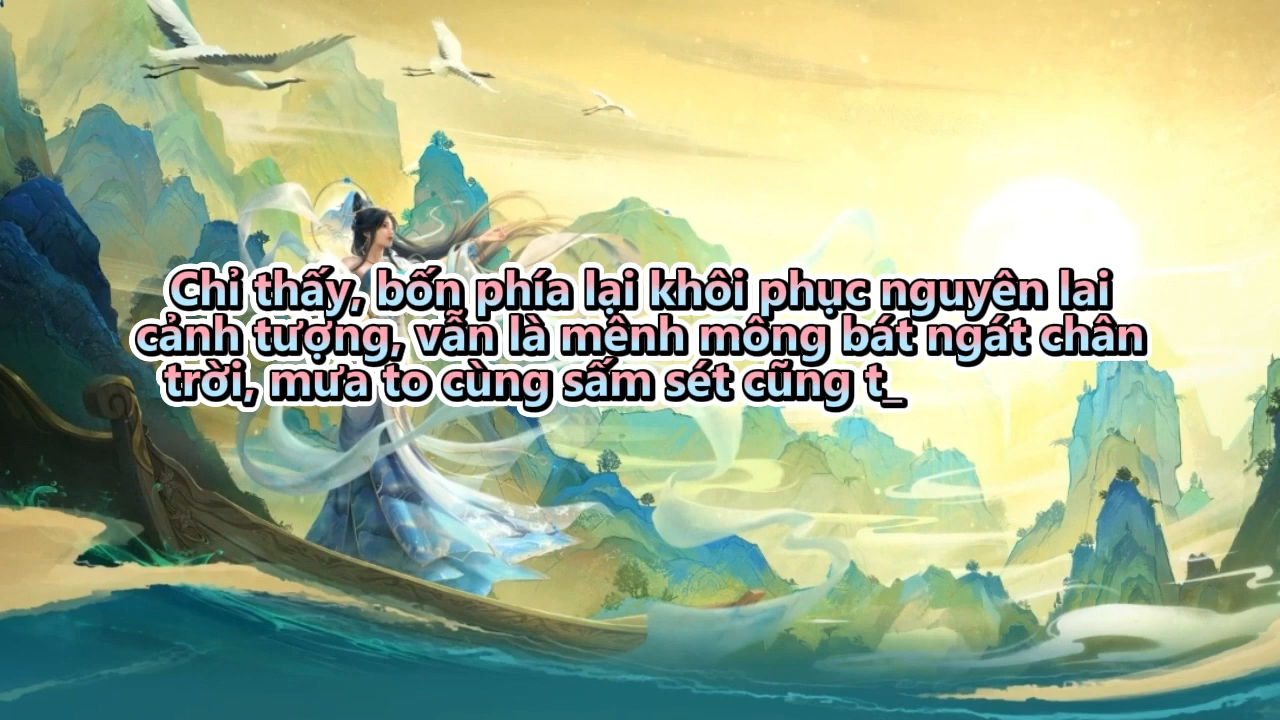 Chỉ thấy, bốn phía lại khôi phục nguyên lai
cảnh tượng, vẫn là mênh mông bát ngát chân
trời, mưa to cùng sấm sét cũng t_